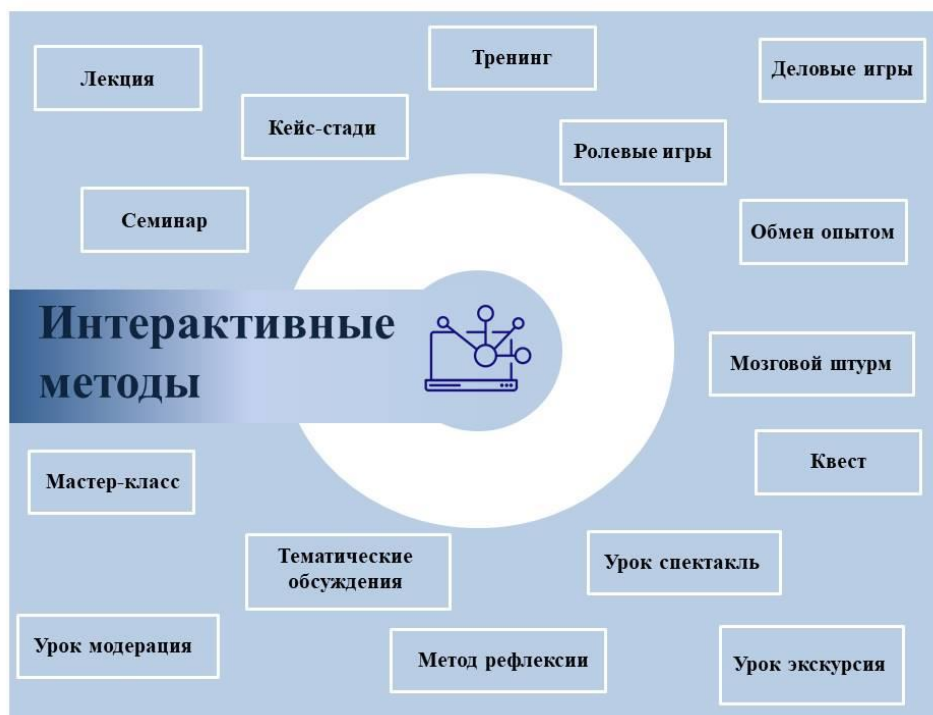 Тренинг
Деловые игры
Лекция
Кейс-стади
Ролевые игры
Семинар
Обмен опытом
Интерактивные
методы
Мозговой штурм
Квест
Мастер-класс
Тематические
обсуждения
Урок спектакль
Урок модерация
Метод рефлексии
Урок экскурсия